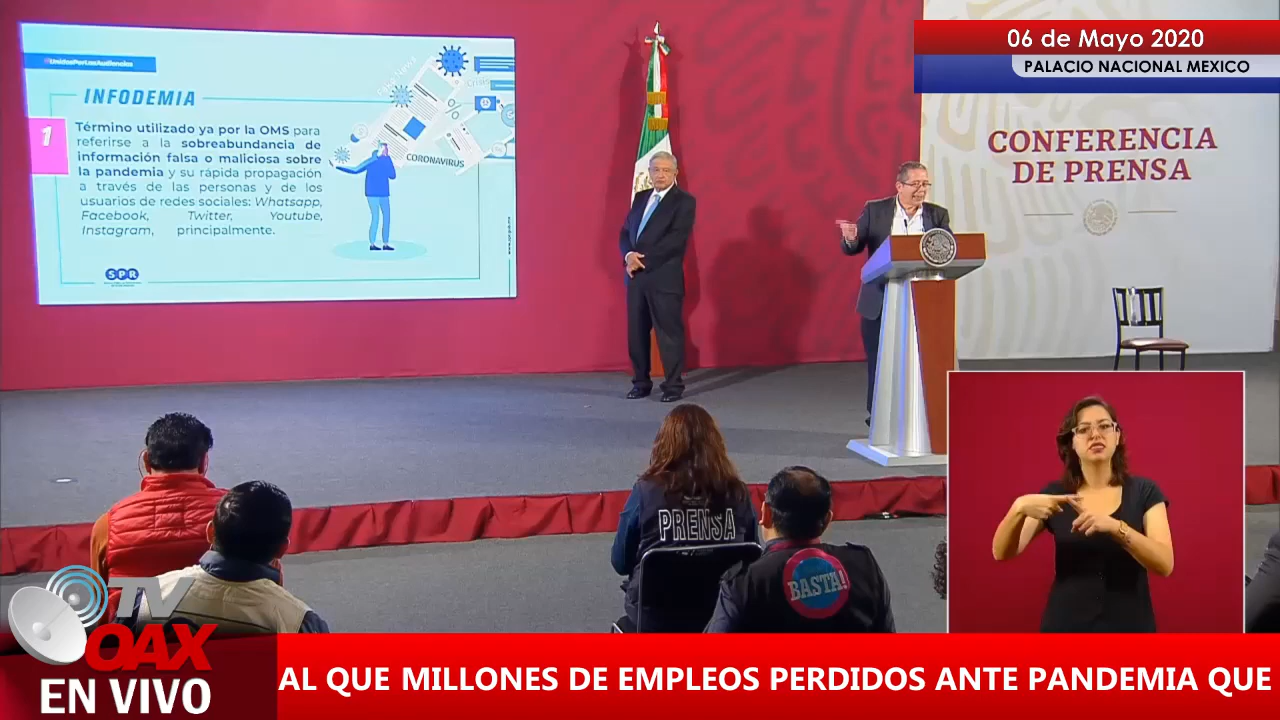 #UnidosPorLasAudiencias
INFODEMIA
1
Término utilizado ya por la OMS para
referirse a la sobreabundancia de
información falsa o maliciosa sobre
la pandemia y su rápida propagación
a través de las personas y de los
usuarios de redes sociales: Whatsapp,
Facebook, Twitter, Youtube,
Instagram, principalmente.
CORONAVIRUS
SPR
06 de Mayo 2020
PALACIO NACIONAL MEXICO
CONFERENCIA
DE PRENSA
PRENSA
BASTA!
TV
OAX
EN VIVO
AL QUE MILLONES DE EMPLEOS PERDIDOS ANTE PANDEMIA QUE